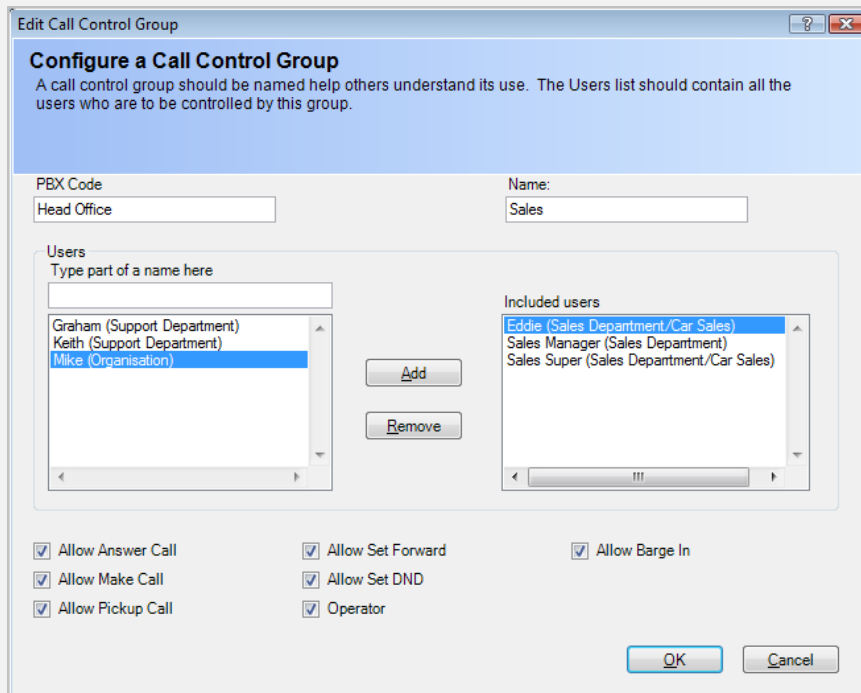 Edit Call Control Group
Configure a Call Control Group
A call control group should be named help others understand its use. The Users list should contain all the
users who are to be controlled by this group.
PBX Code
Name:
Head Office
Sales
Users
Type part of a name here
Included users
Graham (Support Department)
Keith (Support Department)
Mike (Organisation)
Eddie (Sales Department/Car Sales)
Sales Manager (Sales Department)
Sales Super (Sales Department/Car Sales)
Add
Remove
Allow Answer Call
Allow Set Forward
Allow Barge In
Allow Make Call
Allow Set DND
Allow Pickup Call
Operator
OK
Cancel